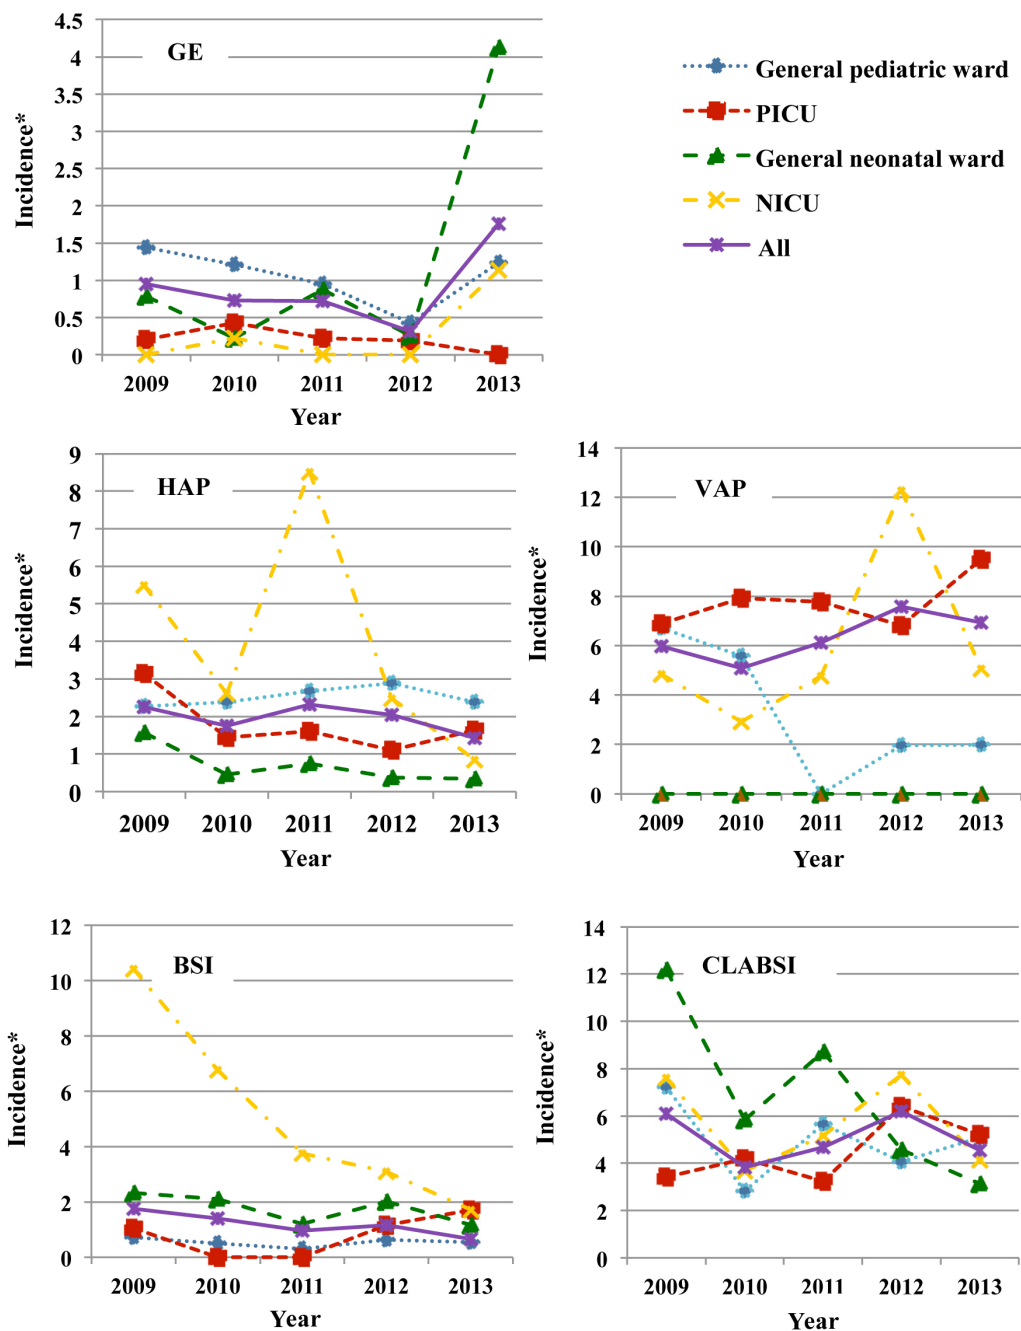 GE
4.5
4
3.5
3
2.5
2
1.5
1
0.5
0
Incidence*
2009 2010 2011 2012 2013
Year
General pediatric ward
PICU
General neonatal ward
NICU
All
HAP
9
8
7
6
5
4
3
2
1
0
Incidence*
2009 2010 2011 2012 2013
Year
VAP
14
12
10
8
6
4
2
0
Incidence*
2009 2010 2011 2012 2013
Year
BSI
12
10
8
6
4
2
0
Incidence*
2009 2010 2011 2012 2013
Year
CLABSI
14
12
10
8
6
4
2
0
Incidence*
2009 2010 2011 2012 2013
Year